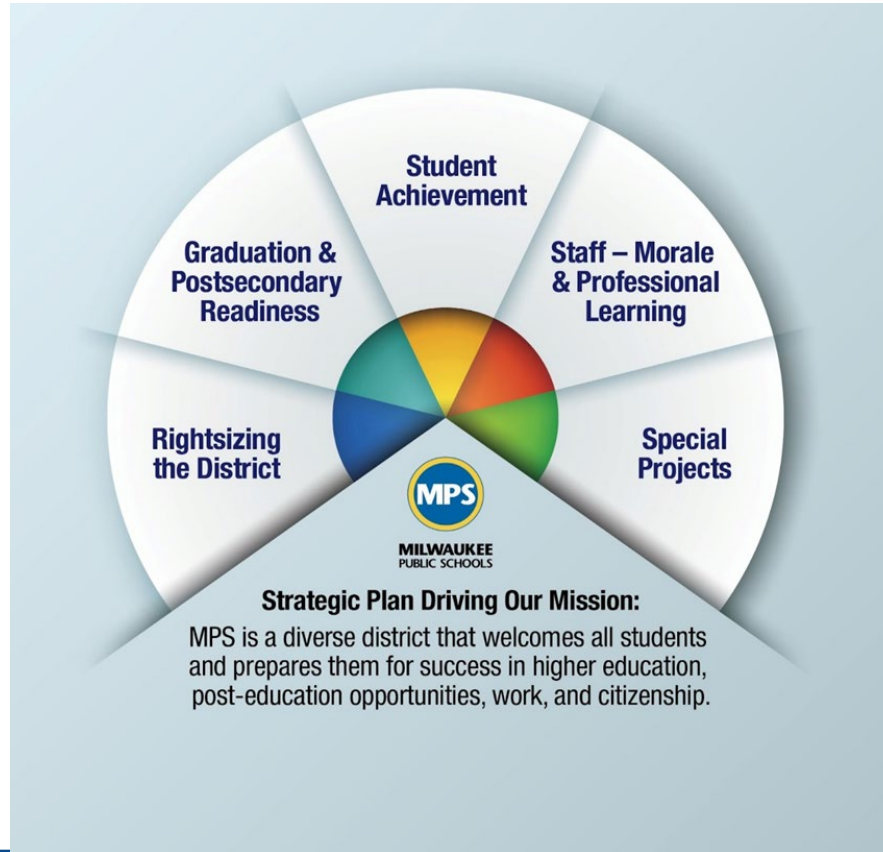 Student
Achievement
Graduation &
Postsecondary
Readiness
Staff – Morale
& Professional
Learning
Rightsizing
the District
Special
Projects
MPS
MILWAUKEE
PUBLIC SCHOOLS
Strategic Plan Driving Our Mission:
MPS is a diverse district that welcomes all students
and prepares them for success in higher education,
post-education opportunities, work, and citizenship.